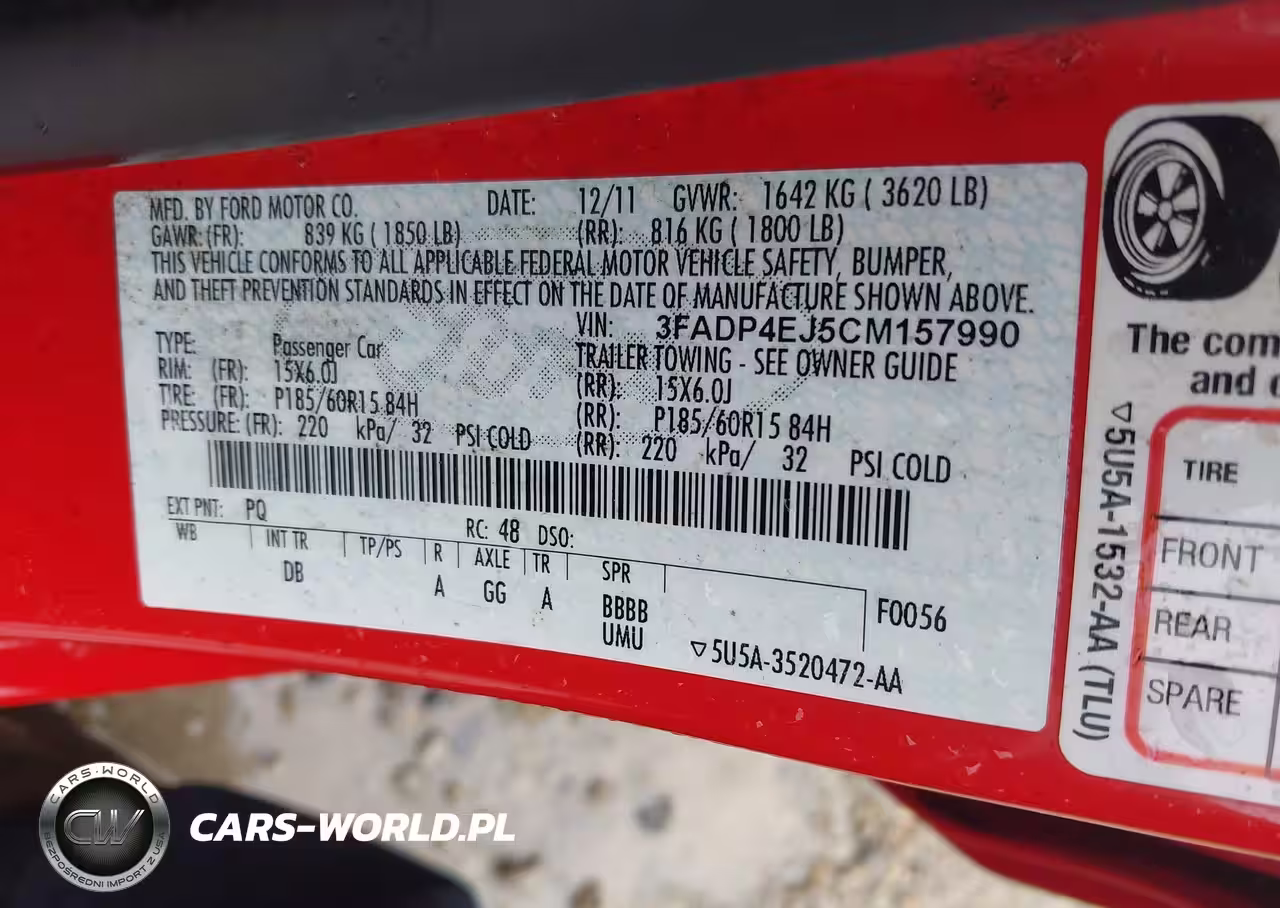 MFD. BY FORD MOTOR CO. DATE: 12/11 GVWR: 1642 KG ( 3620 LB)
GAWR: (FR): 839 KG ( 1850 LB) (RR): 816 KG ( 1800 LB)
THIS VEHICLE CONFORMS TO ALL APPLICABLE FEDERAL MOTOR VEHICLE SAFETY, BUMPER,
AND THEFT PREVENTION STANDARDS IN EFFECT ON THE DATE OF MANUFACTURE SHOWN ABOVE.
VIN: 3FADP4EJ5CM157990
TYPE: Passenger Car TRAILER TOWING - SEE OWNER GUIDE
RIM: (FR): 15X6.0J (RR): 15X6.0J
TIRE: (FR): P185/60R15 84H (RR): P185/60R15 84H
PRESSURE: (FR): 220 kPa/ 32 PSI COLD (RR): 220 kPa/ 32 PSI COLD
EXT PNT: PQ RC: 48 DSO:
WB INT TR TP/PS R AXLE TR SPR
DB A GG A BBBB F0056
UMU ▽5U5A-3520472-AA
The com
and
▽5U5A-1532-AA (TLU)
TIRE
FRONT
REAR
SPARE
CARS-WORLD
CW
BEZPOŚREDNI IMPORT Z USA
CARS-WORLD.PL